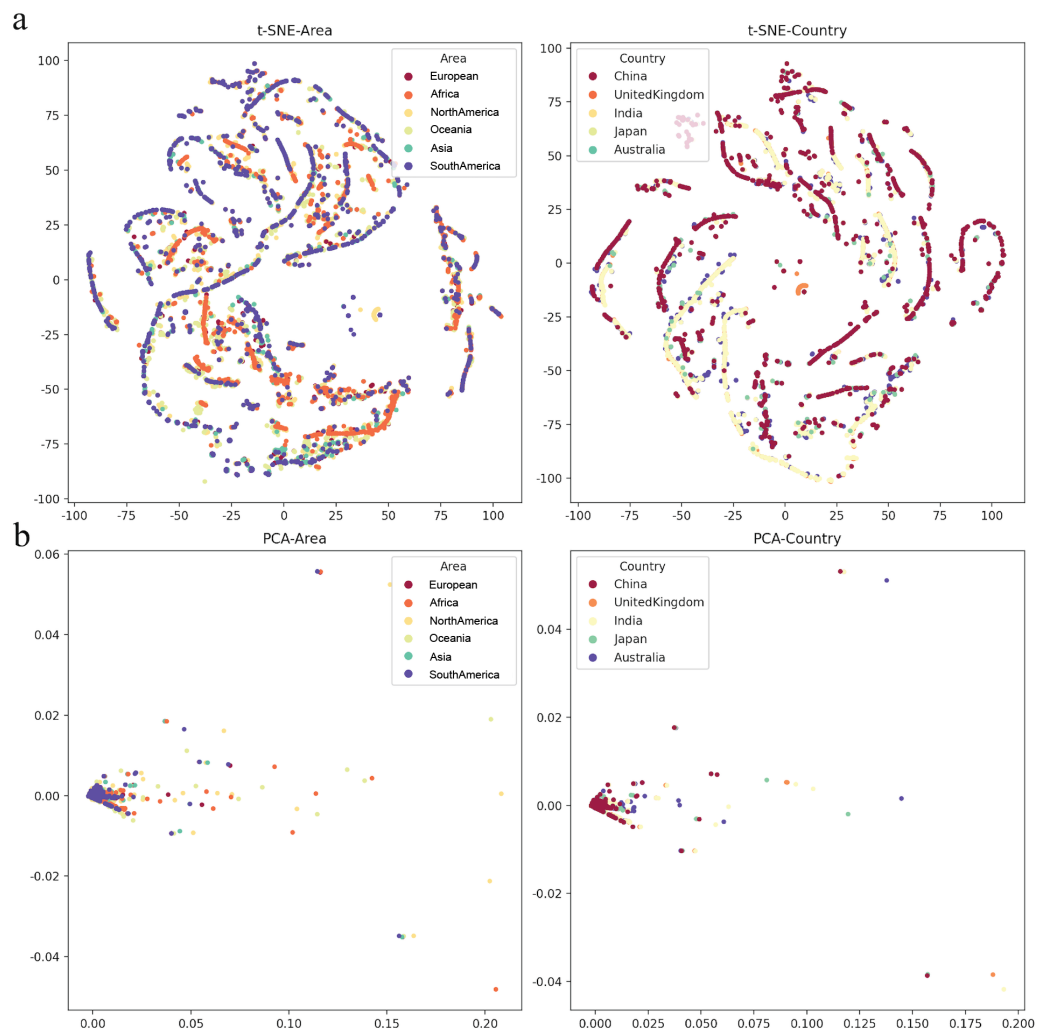 a
t-SNE-Area
t-SNE-Country
Area
European
Africa
NorthAmerica
Oceania
Asia
SouthAmerica
100
75
50
25
0
-25
-50
-75
-100
-100 -75 -50 -25 0 25 50 75 100
Country
China
UnitedKingdom
India
Japan
Australia
100
75
50
25
0
-25
-50
-75
-100
-100 -75 -50 -25 0 25 50 75 100
b
PCA-Area
PCA-Country
Area
European
Africa
NorthAmerica
Oceania
Asia
SouthAmerica
0.06
0.04
0.02
0.00
-0.02
-0.04
0.00 0.05 0.10 0.15 0.20
Country
China
UnitedKingdom
India
Japan
Australia
0.04
0.02
0.00
-0.02
-0.04
0.000 0.025 0.050 0.075 0.100 0.125 0.150 0.175 0.200